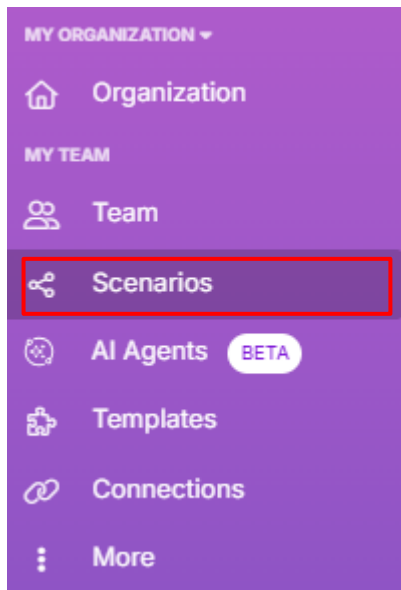 MY ORGANIZATION
Organization
MY TEAM
Team
Scenarios
AI Agents BETA
Templates
Connections
More